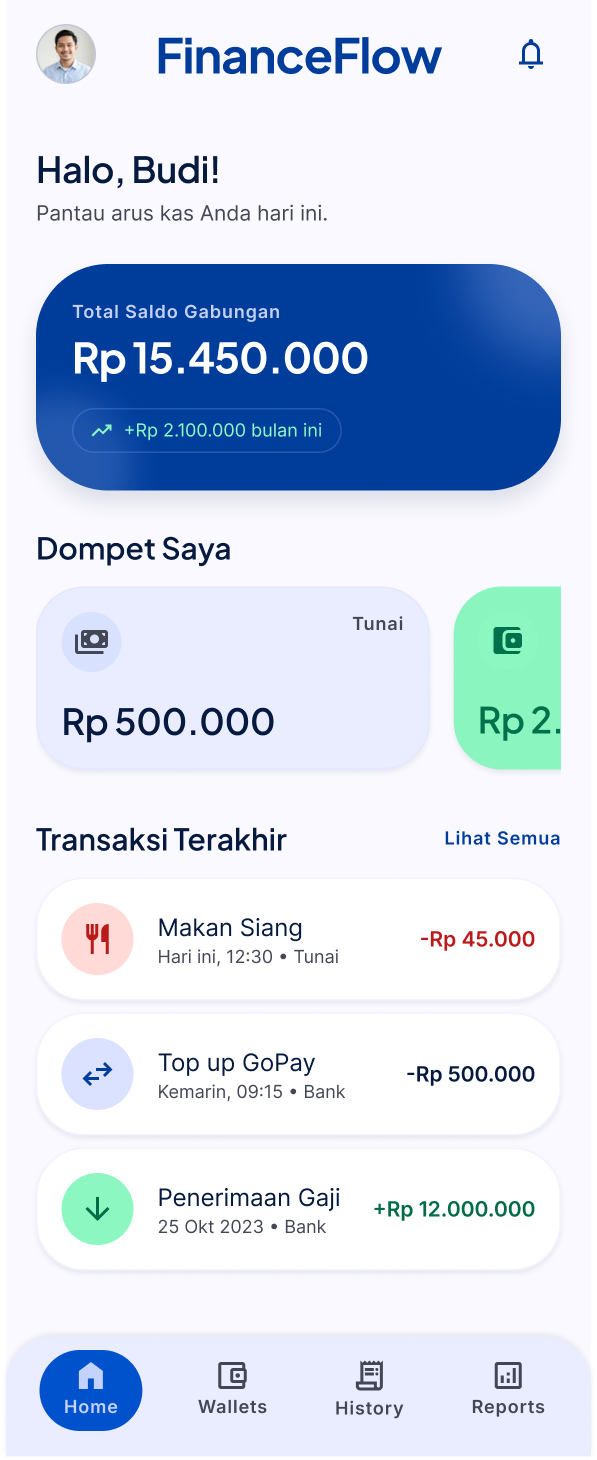 FinanceFlow
Halo, Budi!
Pantau arus kas Anda hari ini.
Total Saldo Gabungan
Rp 15.450.000
+Rp 2.100.000 bulan ini
Dompet Saya
Tunai
Rp 500.000
Rp 2.
Transaksi Terakhir
Lihat Semua
Makan Siang
-Rp 45.000
Hari ini, 12:30 • Tunai
Top up GoPay
-Rp 500.000
Kemarin, 09:15 • Bank
Penerimaan Gaji
+Rp 12.000.000
25 Okt 2023 • Bank
Home
Wallets
History
Reports